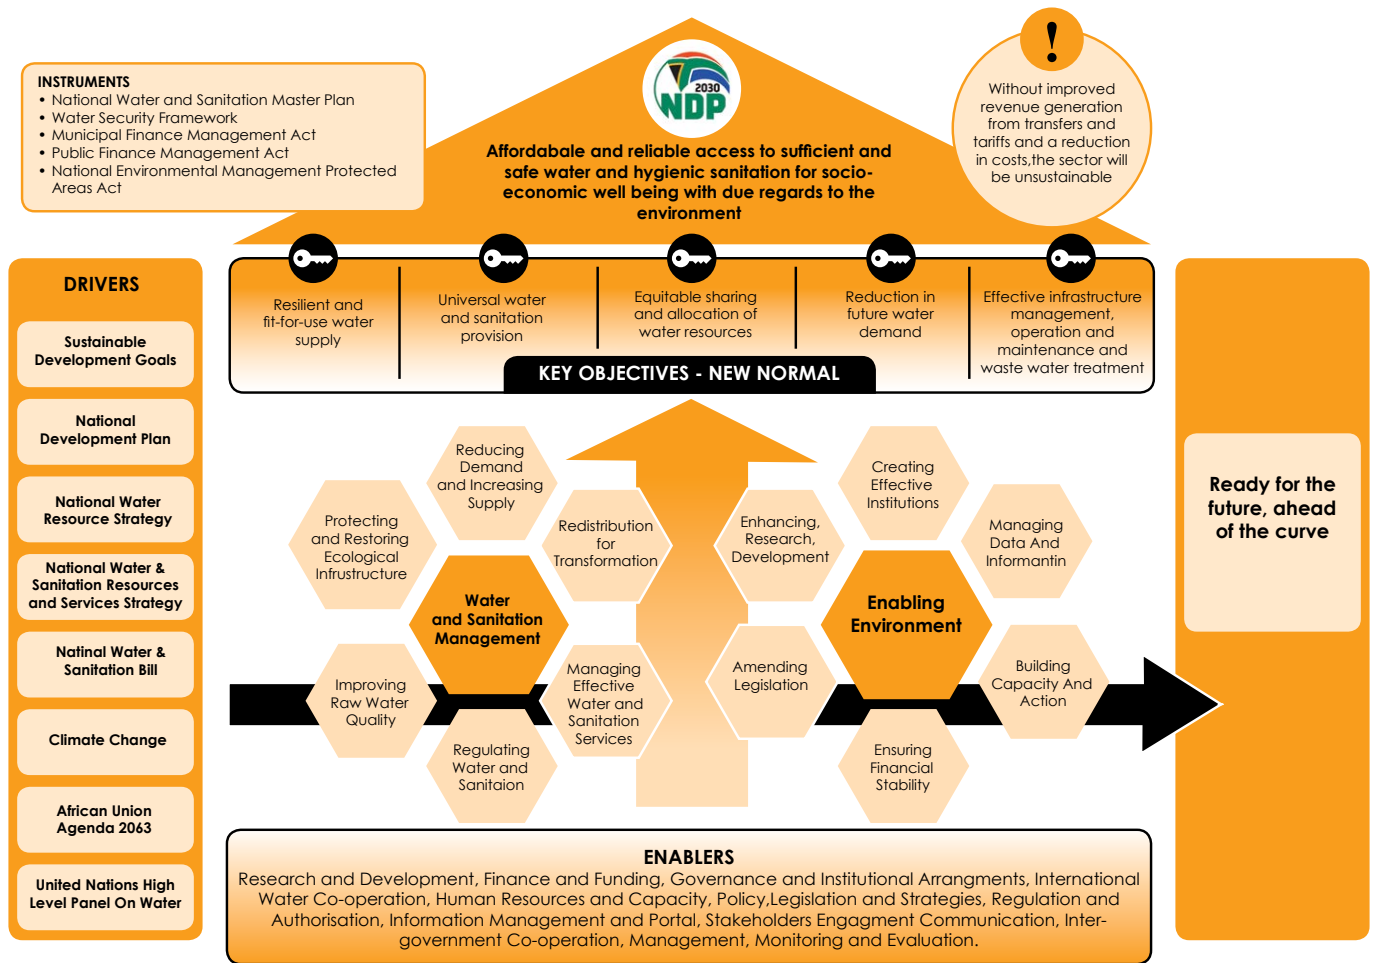 INSTRUMENTS
• National Water and Sanitation Master Plan
• Water Security Framework
• Municipal Finance Management Act
• Public Finance Management Act
• National Environmental Management Protected
Areas Act
2030
NDP
Affordabale and reliable access to sufficient and
safe water and hygienic sanitation for socio-
economic well being with due regards to the
environment
!
Without improved
revenue generation
from transfers and
tariffs and a reduction
in costs,the sector will
be unsustainable
DRIVERS
Sustainable
Development Goals
National
Development Plan
National Water
Resource Strategy
National Water &
Sanitation Resources
and Services Strategy
Natinal Water &
Sanitation Bill
Climate Change
African Union
Agenda 2063
United Nations High
Level Panel On Water
Resilient and
fit-for-use water
supply
Universal water
and sanitation
provision
Equitable sharing
and allocation of
water resources
Reduction in
future water
demand
Effective infrastructure
management,
operation and
maintenance and
waste water treatment
KEY OBJECTIVES - NEW NORMAL
Reducing
Demand
and Increasing
Supply
Protecting
and Restoring
Ecological
Infrustructure
Redistribution
for
Transformation
Water
and Sanitation
Management
Improving
Raw Water
Quality
Managing
Effective
Water and
Sanitation
Services
Regulating
Water and
Sanitaion
Creating
Effective
Institutions
Enhancing,
Research,
Development
Managing
Data And
Informantin
Enabling
Environment
Amending
Legislation
Building
Capacity And
Action
Ensuring
Financial
Stability
Ready for the
future, ahead
of the curve
ENABLERS
Research and Development, Finance and Funding, Governance and Institutional Arrangments, International
Water Co-operation, Human Resources and Capacity, Policy,Legislation and Strategies, Regulation and
Authorisation, Information Management and Portal, Stakeholders Engagment Communication, Inter-
government Co-operation, Management, Monitoring and Evaluation.